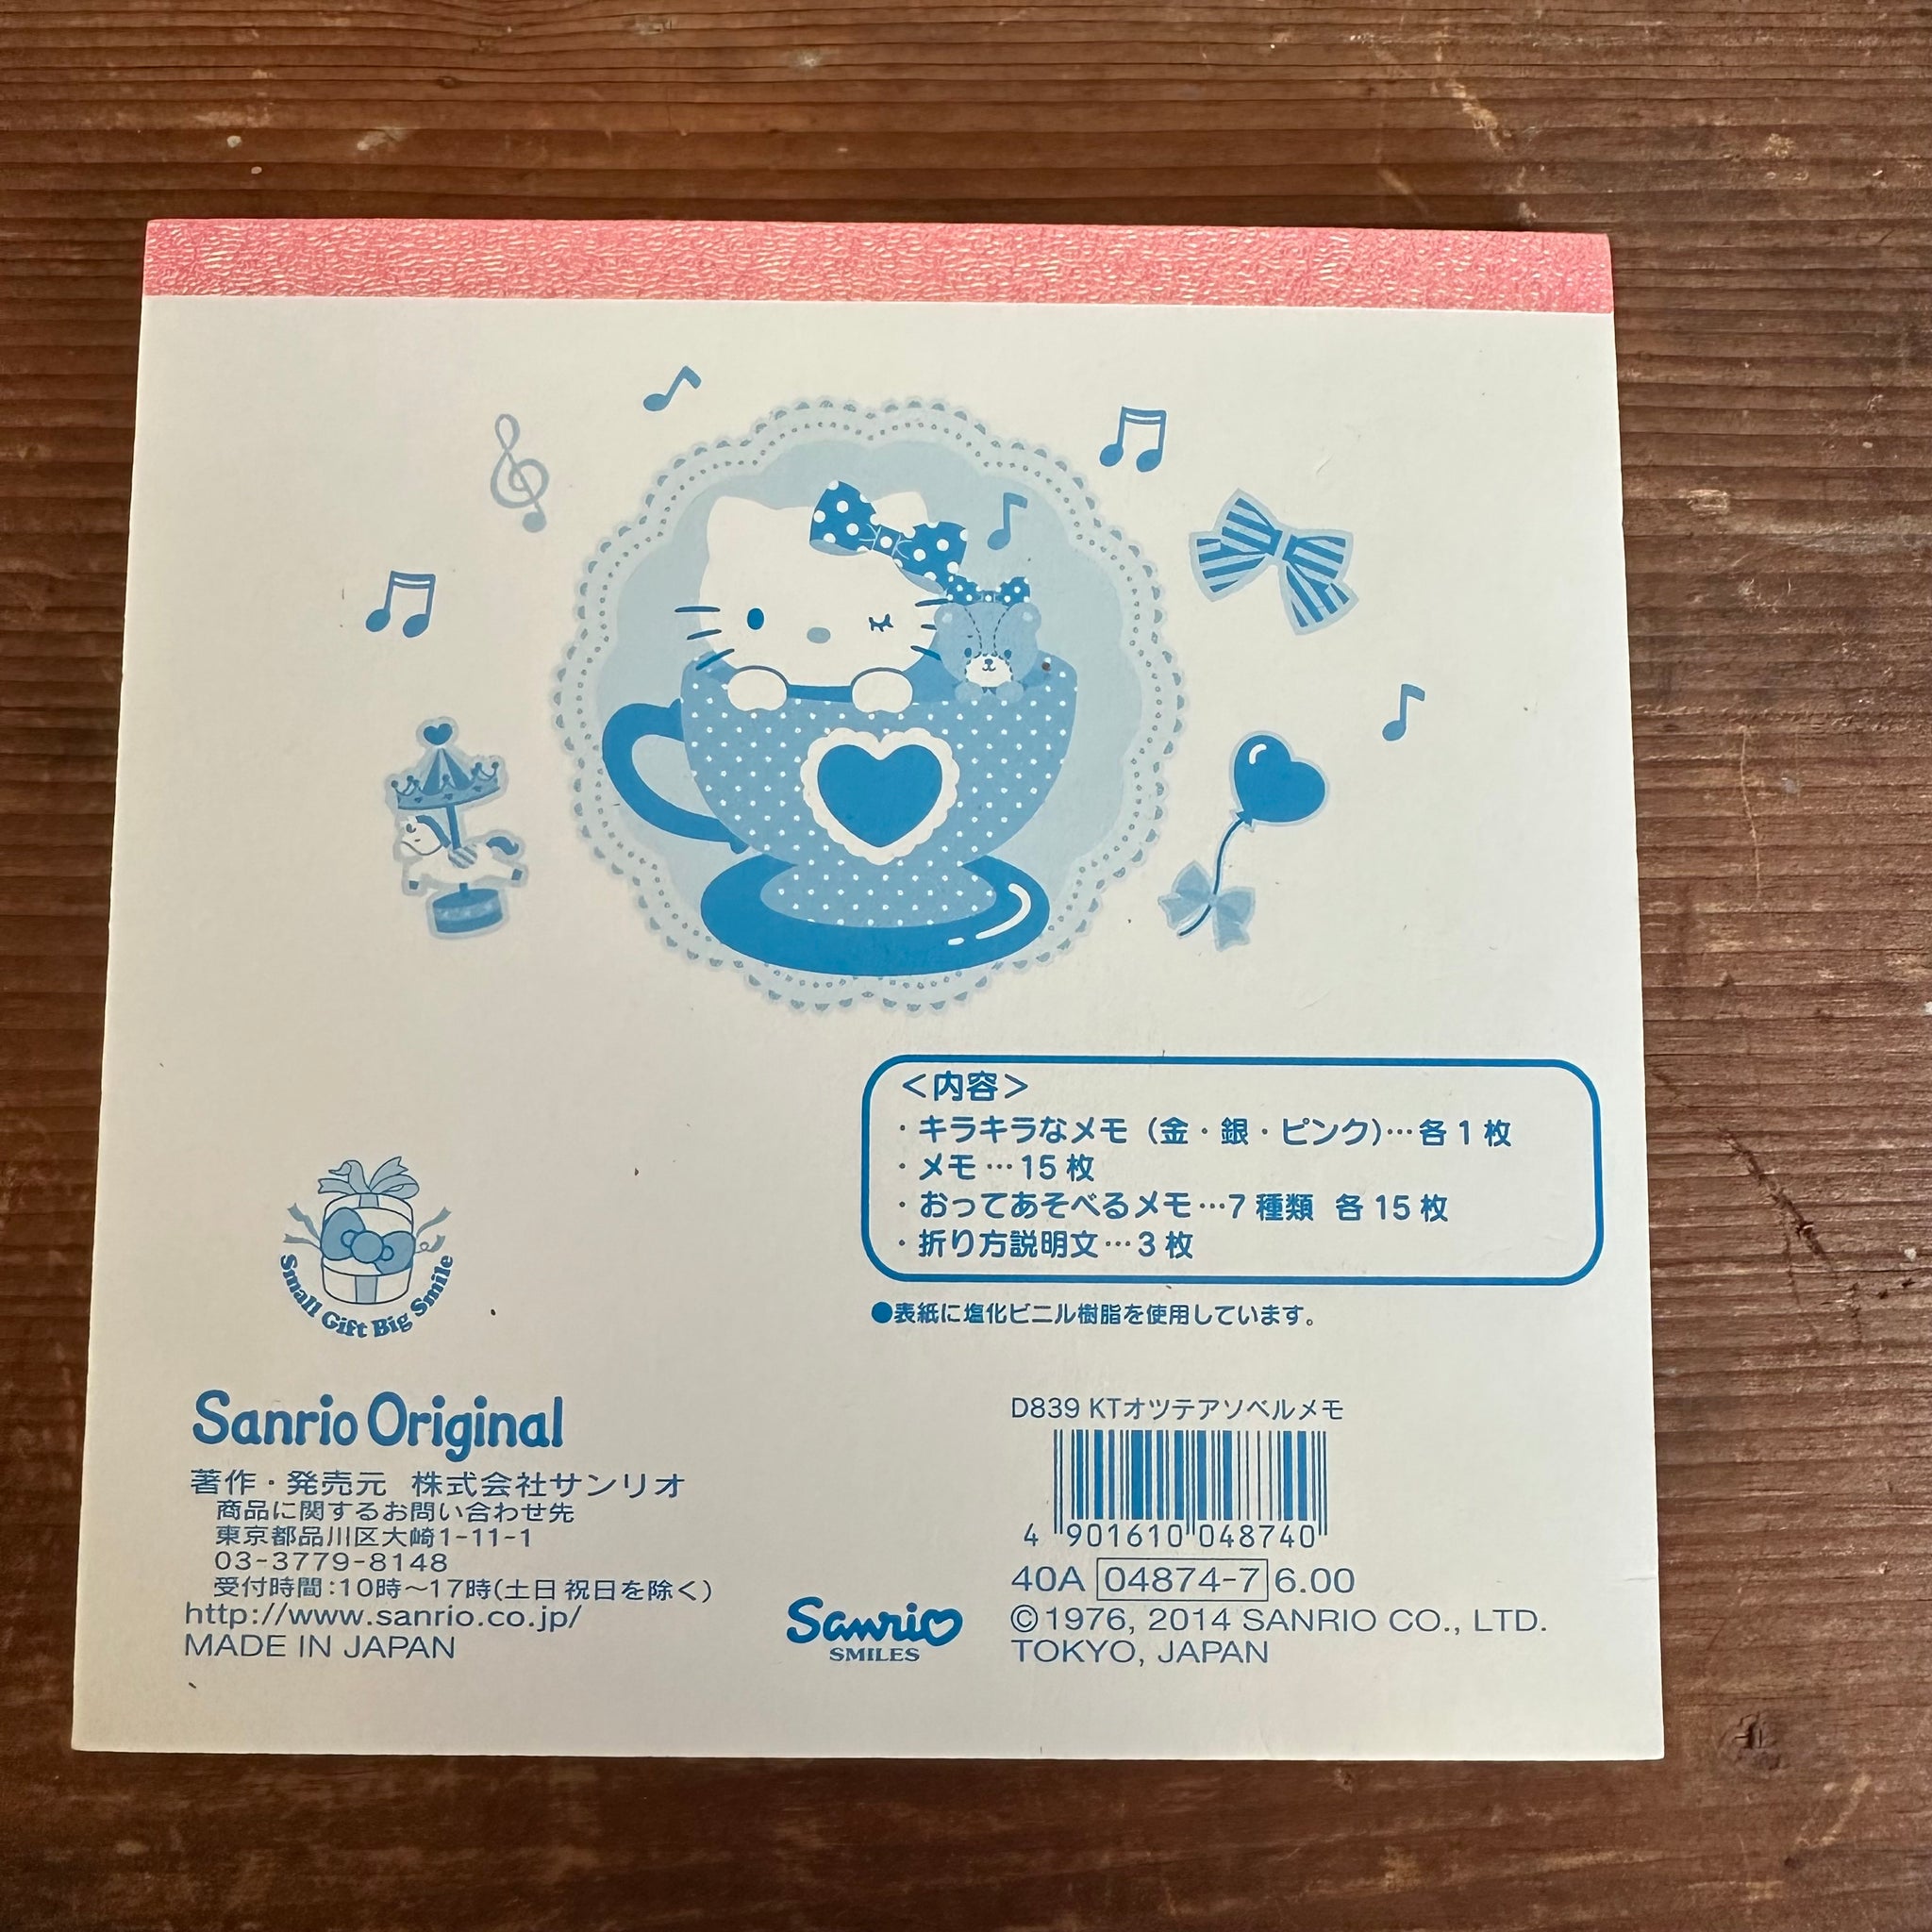 ＜内容＞
・キラキラなメモ（金・銀・ピンク）…各1枚
・メモ…15枚
・おってあそべるメモ…7種類 各15枚
・折り方説明文…3枚
●表紙に塩化ビニル樹脂を使用しています。
Small Gift Big Smile
Sanrio Original
著作・発売元 株式会社サンリオ
商品に関するお問い合わせ先
東京都品川区大崎1-11-1
03-3779-8148
受付時間:10時～17時(土日祝日を除く)
http://www.sanrio.co.jp/
MADE IN JAPAN
Sanrio
SMILES
D839 KTオツテアソベルメモ
4 901610 048740
40A 04874-7 6.00
©1976, 2014 SANRIO CO., LTD.
TOKYO, JAPAN